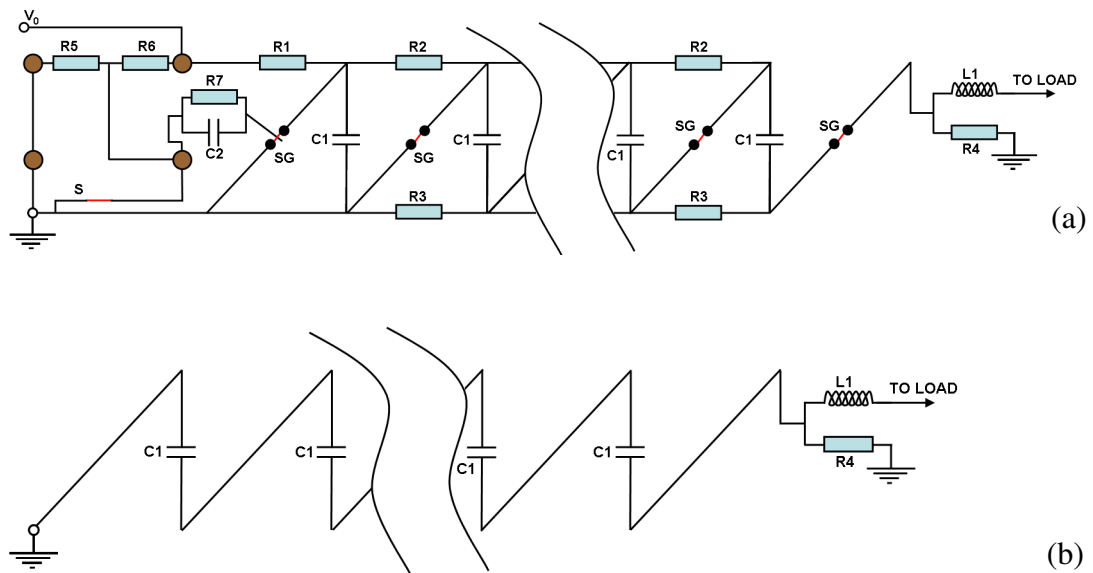 V₀
R5 R6 R1 R2 R2 L1
TO LOAD
R7
C2 SG C1 SG C1 C1 SG C1 SG
R4
S
R3 R3
(a)
L1
TO LOAD
C1 C1 C1 C1
R4
(b)